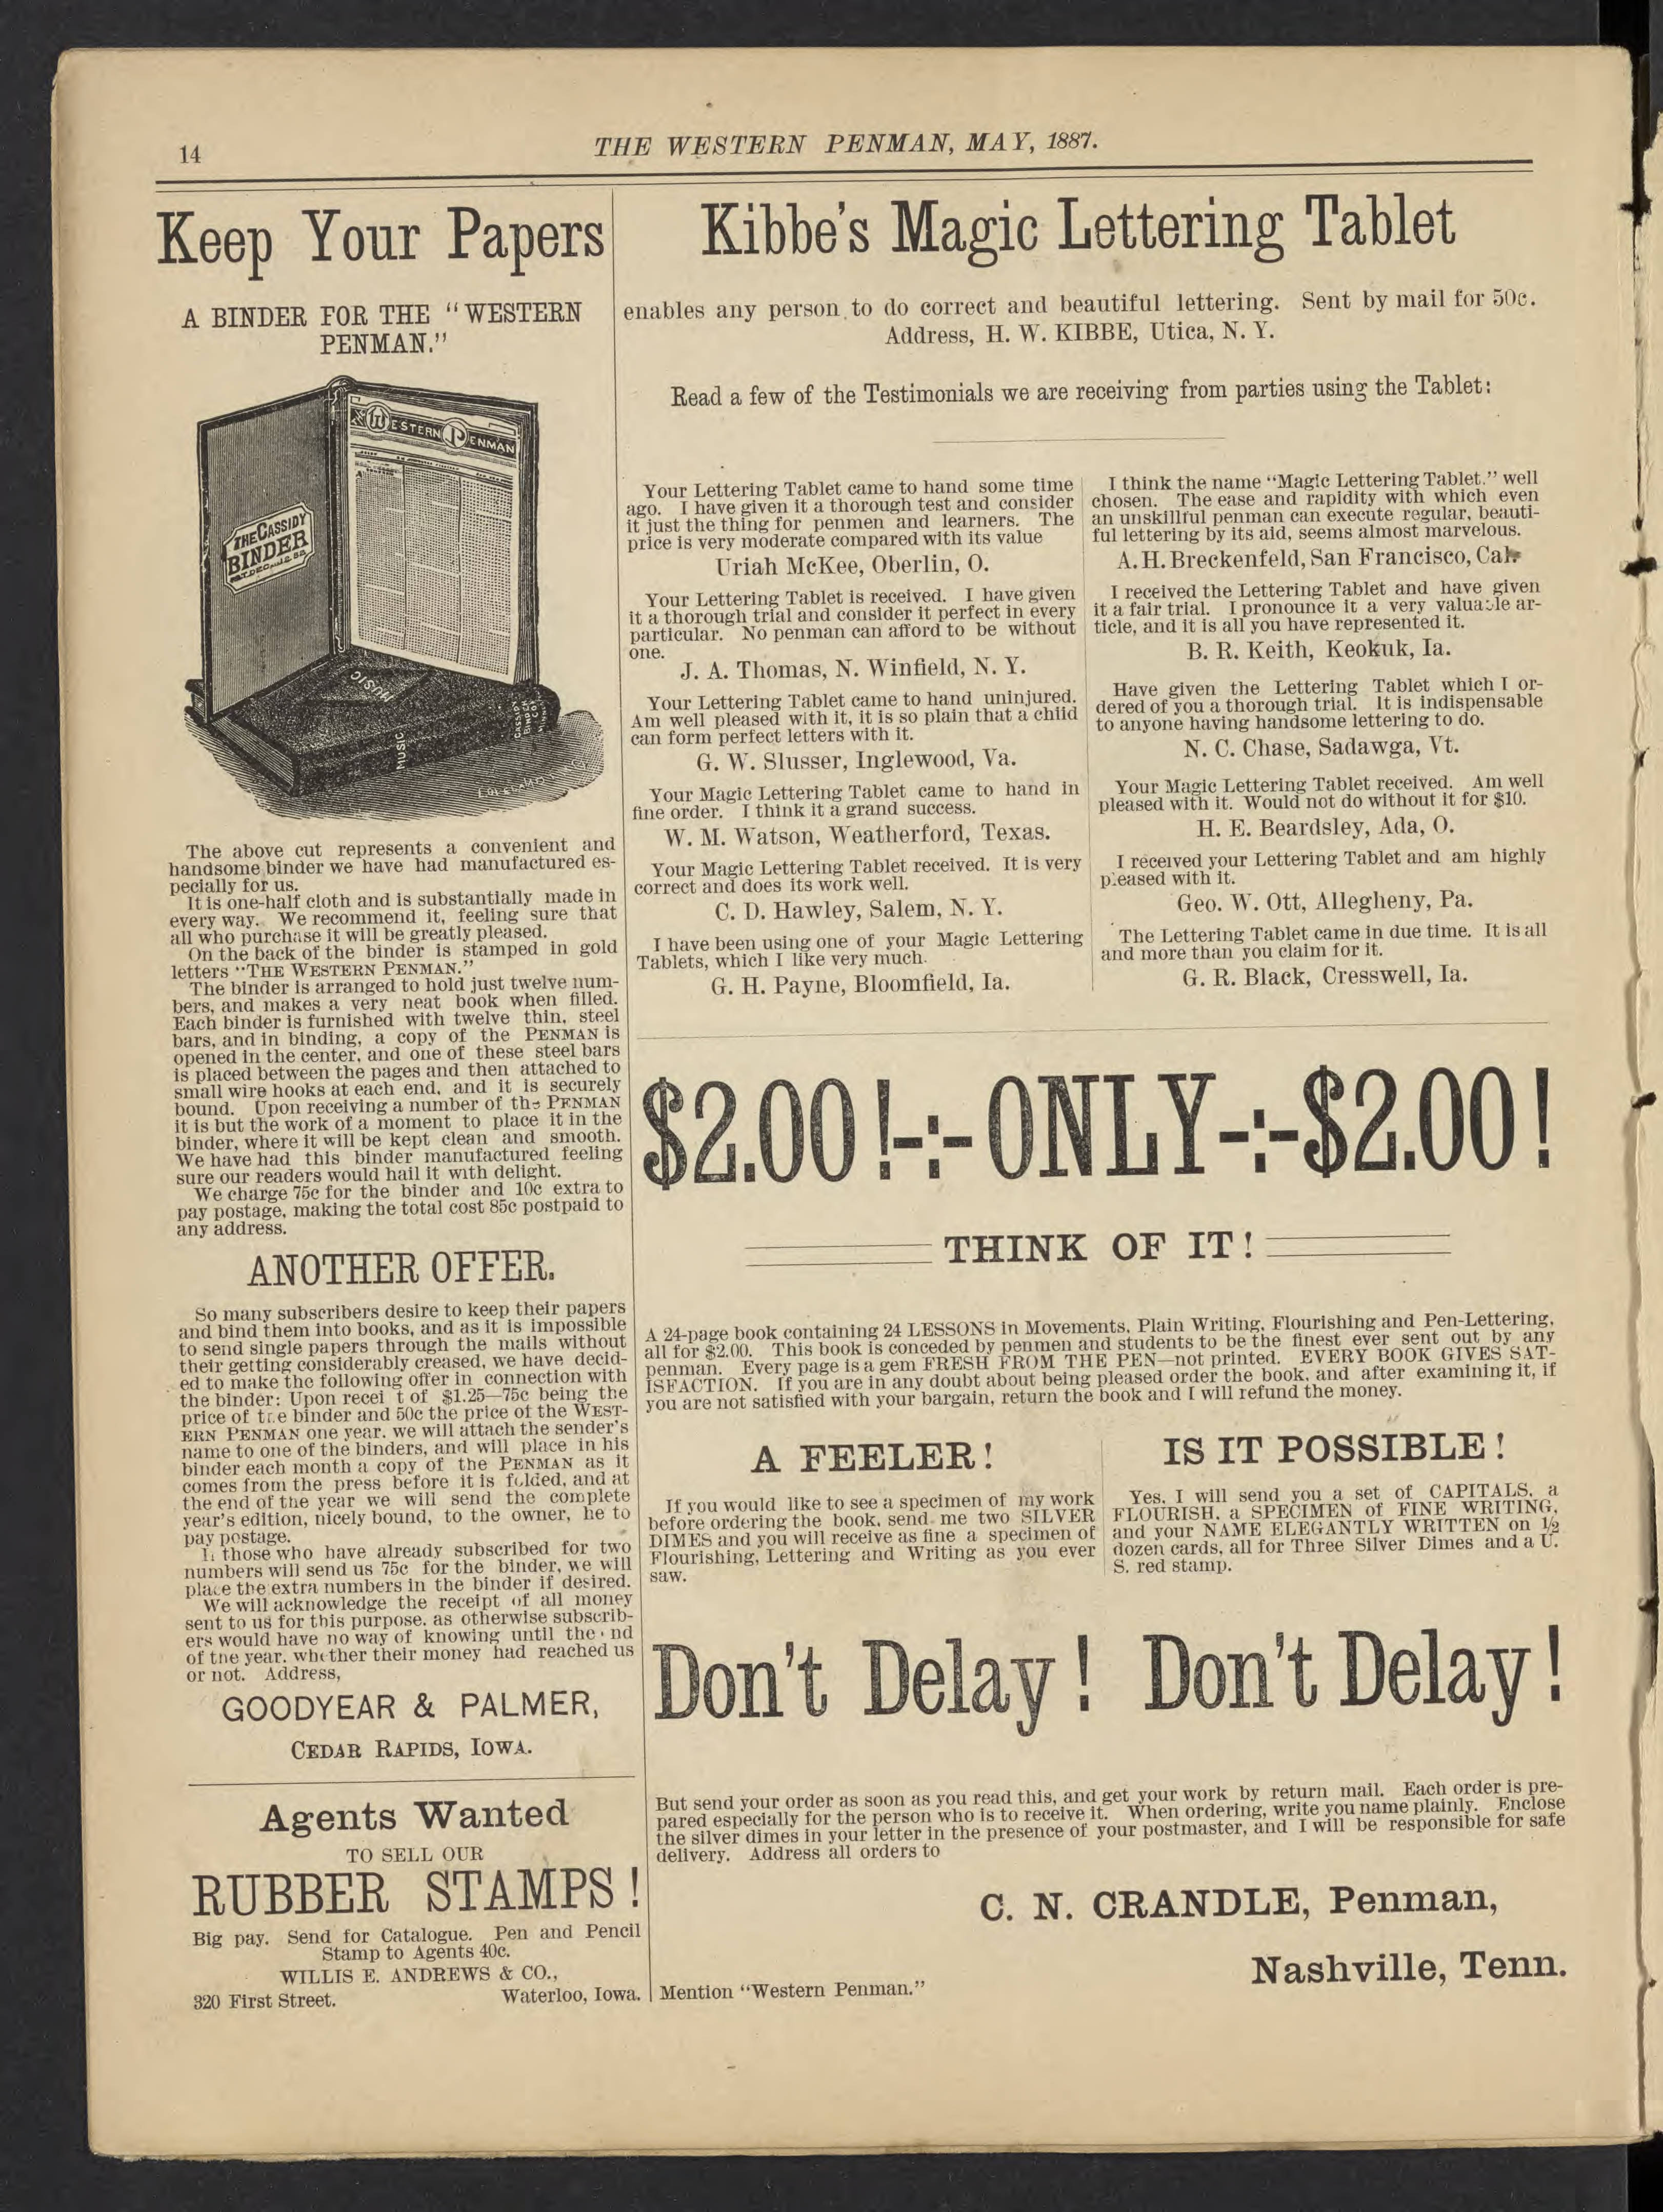 14
THE WESTERN PENMAN, MAY, 1887.
Keep Your Papers
A BINDER FOR THE "WESTERN
PENMAN."
WESTERN PENMAN
THE CASSIDY
BINDER
MUSIC
MUSIC
The above cut represents a convenient and
handsome binder we have had manufactured es-
pecially for us.
It is one-half cloth and is substantially made in
every way. We recommend it, feeling sure that
all who purchase it will be greatly pleased.
On the back of the binder is stamped in gold
letters "THE WESTERN PENMAN."
The binder is arranged to hold just twelve num-
bers, and makes a very neat book when filled.
Each binder is furnished with twelve thin, steel
bars, and in binding, a copy of the PENMAN is
opened in the center, and one of these steel bars
is placed between the pages and then attached to
small wire hooks at each end, and it is securely
bound. Upon receiving a number of the PENMAN
it is but the work of a moment to place it in the
binder, where it will be kept clean and smooth.
We have had this binder manufactured feeling
sure our readers would hail it with delight.
We charge 75c for the binder and 10c extra to
pay postage, making the total cost 85c postpaid to
any address.
ANOTHER OFFER.
So many subscribers desire to keep their papers
and bind them into books, and as it is impossible
to send single papers through the mails without
their getting considerably creased, we have decid-
ed to make the following offer in connection with
the binder: Upon recei t of $1.25—75c being the
price of the binder and 50c the price of the WEST-
ERN PENMAN one year, we will attach the sender's
name to one of the binders, and will place in his
binder each month a copy of the PENMAN as it
comes from the press before it is folded, and at
the end of the year we will send the complete
year's edition, nicely bound, to the owner, he to
pay postage.
If those who have already subscribed for two
numbers will send us 75c for the binder, we will
place the extra numbers in the binder if desired.
We will acknowledge the receipt of all money
sent to us for this purpose, as otherwise subscrib-
ers would have no way of knowing until the end
of the year, whether their money had reached us
or not. Address,
GOODYEAR & PALMER,
CEDAR RAPIDS, IOWA.
Agents Wanted
TO SELL OUR
RUBBER STAMPS!
Big pay. Send for Catalogue. Pen and Pencil
Stamp to Agents 40c.
WILLIS E. ANDREWS & CO.,
320 First Street. Waterloo, Iowa.
Kibbe's Magic Lettering Tablet
enables any person to do correct and beautiful lettering. Sent by mail for 50c.
Address, H. W. KIBBE, Utica, N. Y.
Read a few of the Testimonials we are receiving from parties using the Tablet:
Your Lettering Tablet came to hand some time
ago. I have given it a thorough test and consider
it just the thing for penmen and learners. The
price is very moderate compared with its value
Uriah McKee, Oberlin, O.
Your Lettering Tablet is received. I have given
it a thorough trial and consider it perfect in every
particular. No penman can afford to be without
one.
J. A. Thomas, N. Winfield, N. Y.
Your Lettering Tablet came to hand uninjured.
Am well pleased with it, it is so plain that a child
can form perfect letters with it.
G. W. Slusser, Inglewood, Va.
Your Magic Lettering Tablet came to hand in
fine order. I think it a grand success.
W. M. Watson, Weatherford, Texas.
Your Magic Lettering Tablet received. It is very
correct and does its work well.
C. D. Hawley, Salem, N. Y.
I have been using one of your Magic Lettering
Tablets, which I like very much.
G. H. Payne, Bloomfield, Ia.
I think the name "Magic Lettering Tablet," well
chosen. The ease and rapidity with which even
an unskillful penman can execute regular, beauti-
ful lettering by its aid, seems almost marvelous.
A. H. Breckenfeld, San Francisco, Cal.
I received the Lettering Tablet and have given
it a fair trial. I pronounce it a very valuable ar-
ticle, and it is all you have represented it.
B. R. Keith, Keokuk, Ia.
Have given the Lettering Tablet which I or-
dered of you a thorough trial. It is indispensable
to anyone having handsome lettering to do.
N. C. Chase, Sadawga, Vt.
Your Magic Lettering Tablet received. Am well
pleased with it. Would not do without it for $10.
H. E. Beardsley, Ada, O.
I received your Lettering Tablet and am highly
pleased with it.
Geo. W. Ott, Allegheny, Pa.
The Lettering Tablet came in due time. It is all
and more than you claim for it.
G. R. Black, Cresswell, Ia.
$2.00!-:-ONLY-:-$2.00!
THINK OF IT!
A 24-page book containing 24 LESSONS in Movements, Plain Writing, Flourishing and Pen-Lettering,
all for $2.00. This book is conceded by penmen and students to be the finest ever sent out by any
penman. Every page is a gem FRESH FROM THE PEN—not printed. EVERY BOOK GIVES SAT-
ISFACTION. If you are in any doubt about being pleased order the book, and after examining it, if
you are not satisfied with your bargain, return the book and I will refund the money.
A FEELER!
If you would like to see a specimen of my work
before ordering the book, send me two SILVER
DIMES and you will receive as fine a specimen of
Flourishing, Lettering and Writing as you ever
saw.
IS IT POSSIBLE!
Yes, I will send you a set of CAPITALS, a
FLOURISH, a SPECIMEN of FINE WRITING,
and your NAME ELEGANTLY WRITTEN on ½
dozen cards, all for Three Silver Dimes and a U.
S. red stamp.
Don't Delay! Don't Delay!
But send your order as soon as you read this, and get your work by return mail. Each order is pre-
pared especially for the person who is to receive it. When ordering, write you name plainly. Enclose
the silver dimes in your letter in the presence of your postmaster, and I will be responsible for safe
delivery. Address all orders to
C. N. CRANDLE, Penman,
Nashville, Tenn.
Mention "Western Penman."